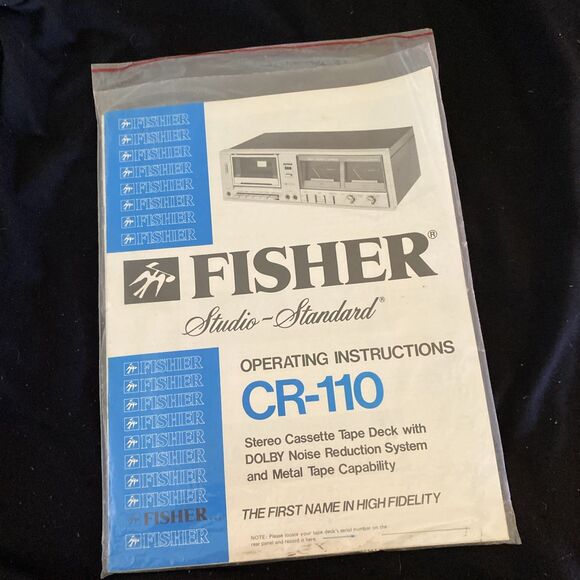 FISHER
FISHER
FISHER
FISHER
FISHER
FISHER
FISHER
FISHER
FISHER®
Studio-Standard®
OPERATING INSTRUCTIONS
CR-110
Stereo Cassette Tape Deck with
DOLBY Noise Reduction System
and Metal Tape Capability
THE FIRST NAME IN HIGH FIDELITY
NOTE: Please locate your tape deck's serial number on the
rear panel and record it here.
FISHER
FISHER
FISHER
FISHER
FISHER
FISHER
FISHER
FISHER
FISHER
FISHER